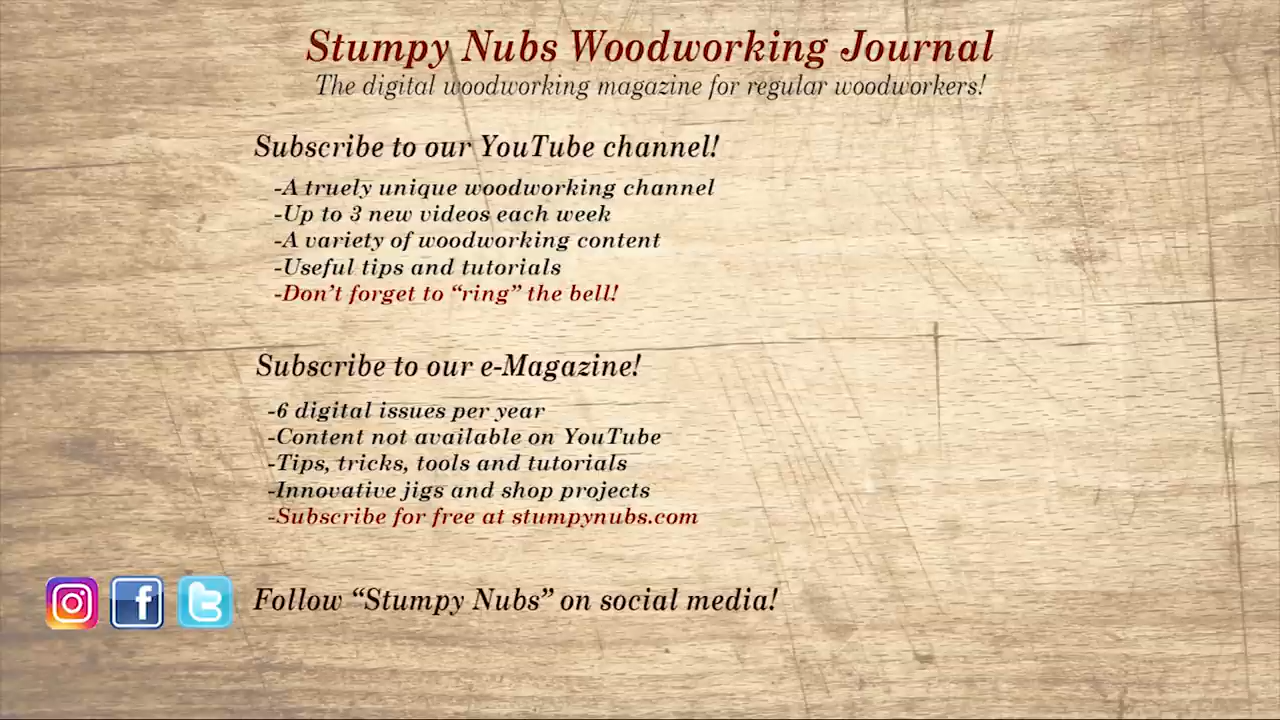 Stumpy Nubs Woodworking Journal
The digital woodworking magazine for regular woodworkers!
Subscribe to our YouTube channel!
-A truely unique woodworking channel
-Up to 3 new videos each week
-A variety of woodworking content
-Useful tips and tutorials
-Don’t forget to “ring” the bell!
Subscribe to our e-Magazine!
-6 digital issues per year
-Content not available on YouTube
-Tips, tricks, tools and tutorials
-Innovative jigs and shop projects
-Subscribe for free at stumpynubs.com
Follow “Stumpy Nubs” on social media!